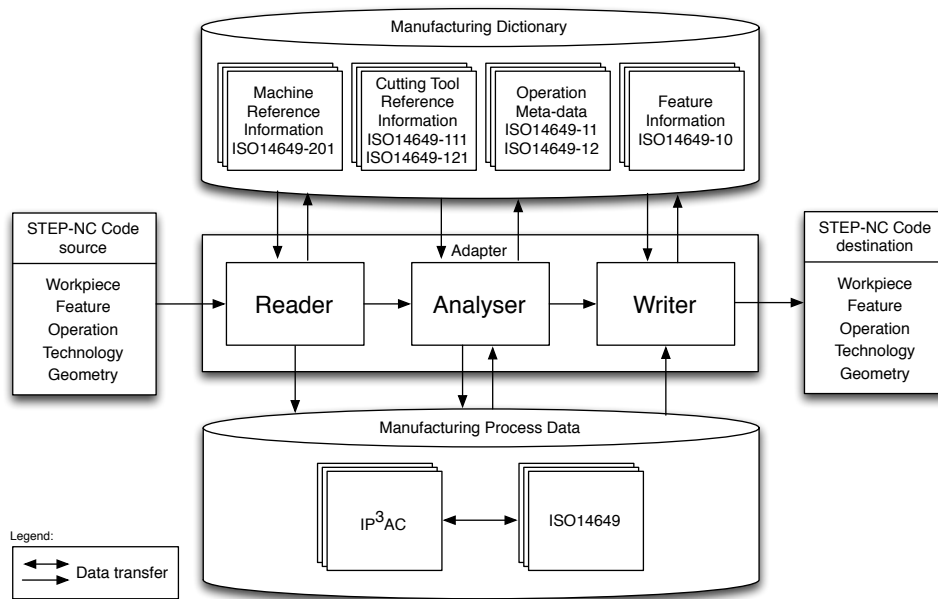 Manufacturing Dictionary
Machine
Reference
Information
ISO14649-201
Cutting Tool
Reference
Information
ISO14649-111
ISO14649-121
Operation
Meta-data
ISO14649-11
ISO14649-12
Feature
Information
ISO14649-10
STEP-NC Code
source
Workpiece
Feature
Operation
Technology
Geometry
Adapter
Reader
Analyser
Writer
STEP-NC Code
destination
Workpiece
Feature
Operation
Technology
Geometry
Manufacturing Process Data
IP³AC
ISO14649
Legend:
Data transfer